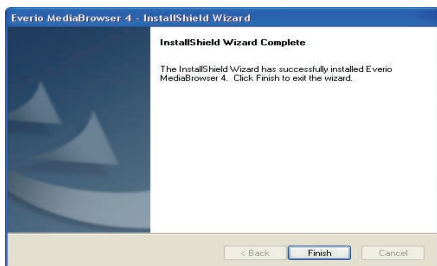 Everio MediaBrowser 4 - InstallShield Wizard
InstallShield Wizard Complete
The InstallShield Wizard has successfully installed Everio
MediaBrowser 4. Click Finish to exit the wizard.
< Back Finish Cancel